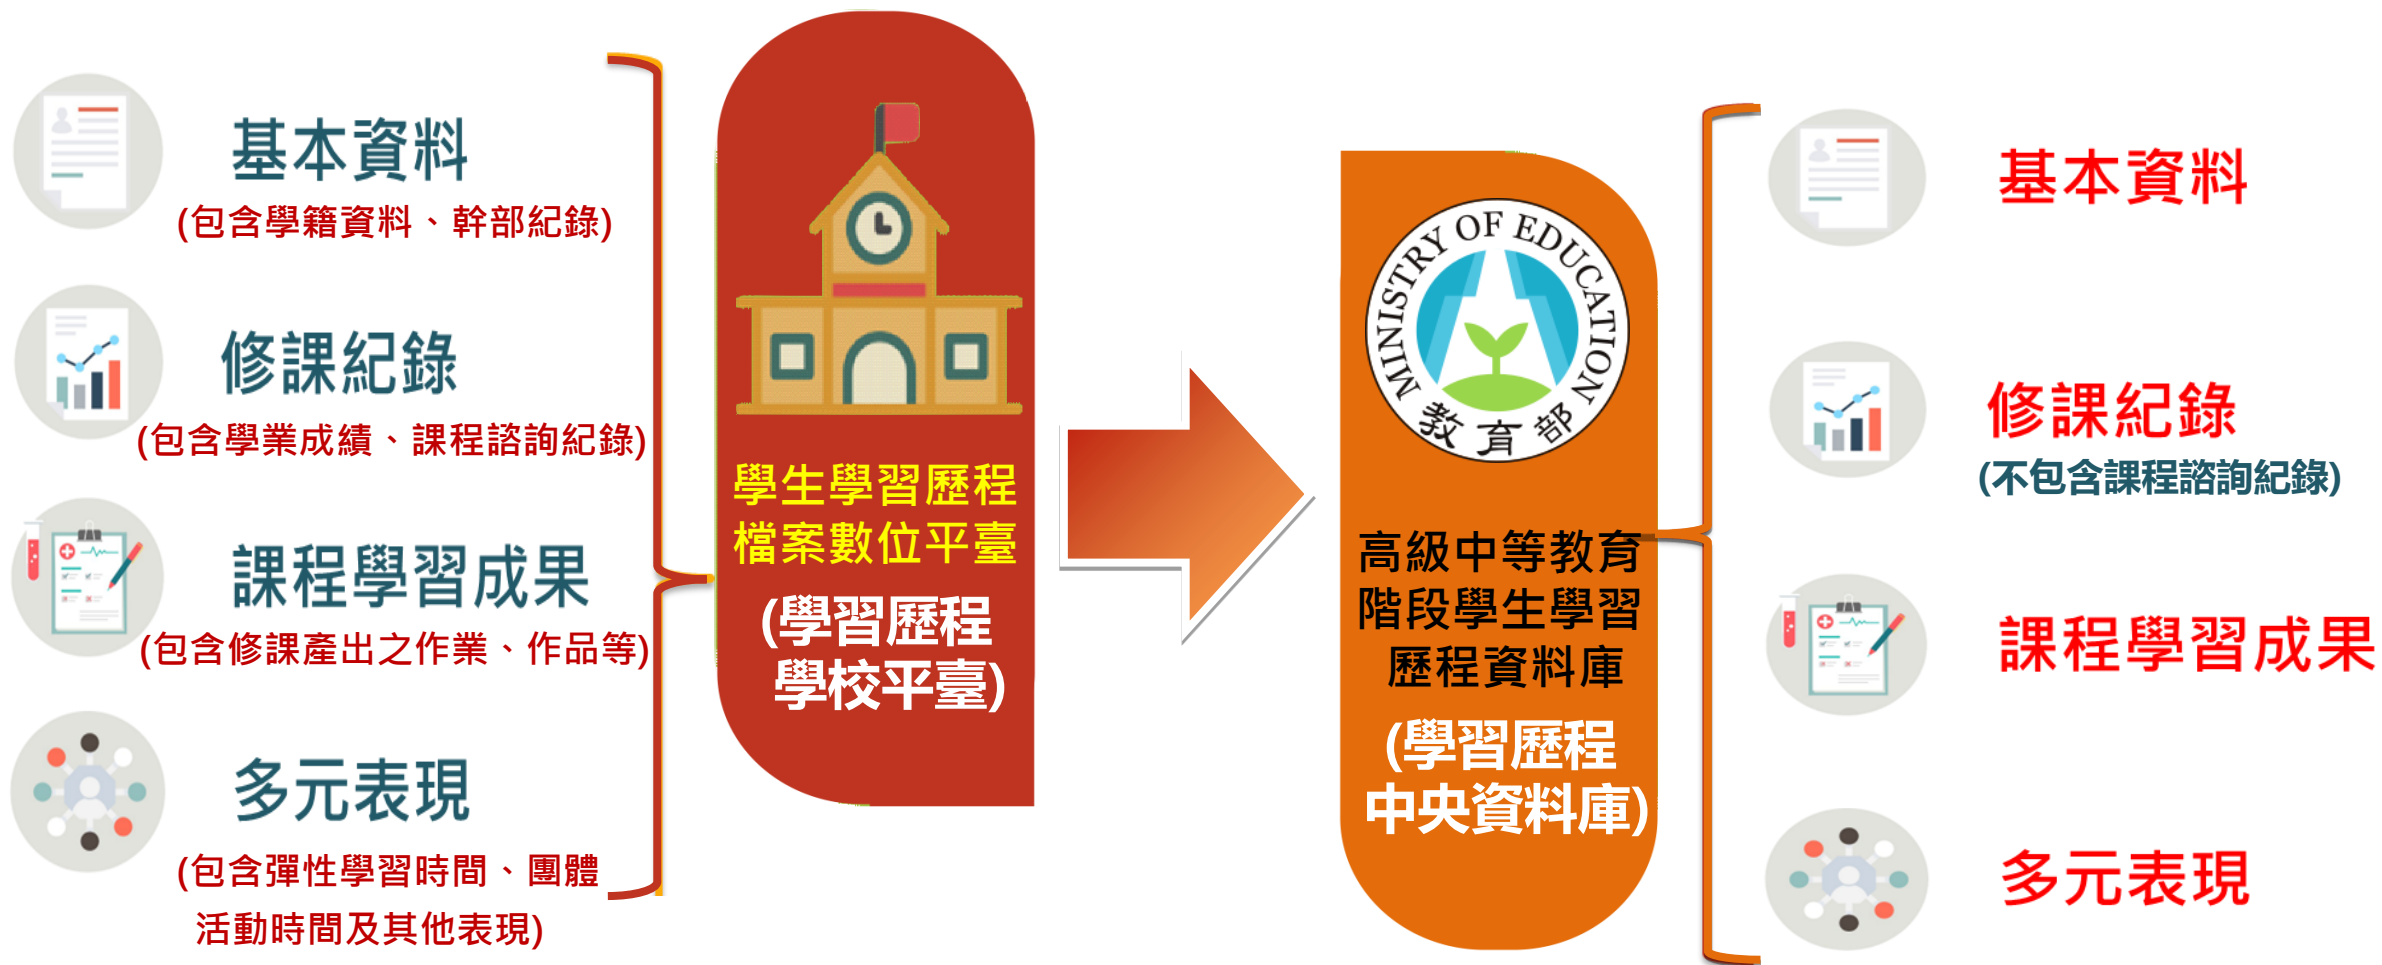 基本資料
(包含學籍資料、幹部紀錄)
修課紀錄
(包含學業成績、課程諮詢紀錄)
課程學習成果
(包含修課產出之作業、作品等)
多元表現
(包含彈性學習時間、團體
活動時間及其他表現)
學生學習歷程
檔案數位平臺
(學習歷程
學校平臺)
MINISTRY OF EDUCATION
教育部
高級中等教育
階段學生學習
歷程資料庫
(學習歷程
中央資料庫)
基本資料
修課紀錄
(不包含課程諮詢紀錄)
課程學習成果
多元表現